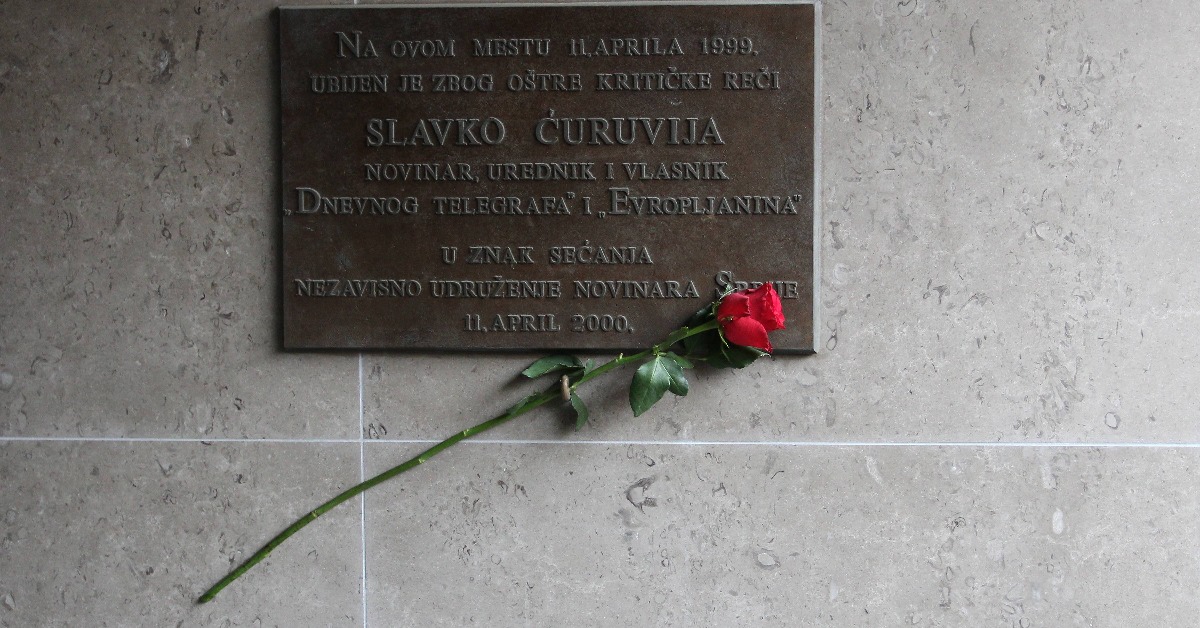 NA OVOM MESTU 11. APRILA 1999.
UBIJEN JE ZBOG OŠTRE KRITIČKE REČI
SLAVKO ĆURUVIJA
NOVINAR, UREDNIK I VLASNIK
„DNEVNOG TELEGRAFA” I „EVROPLJANINA”
U ZNAK SEĆANJA
NEZAVISNO UDRUŽENJE NOVINARA SRBIJE
11. APRIL 2000.